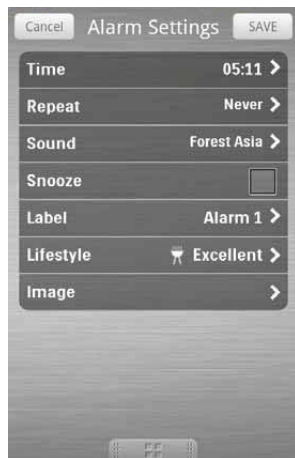 Cancel Alarm Settings SAVE
Time 05:11
Repeat Never
Sound Forest Asia
Snooze
Label Alarm 1
Lifestyle Excellent
Image